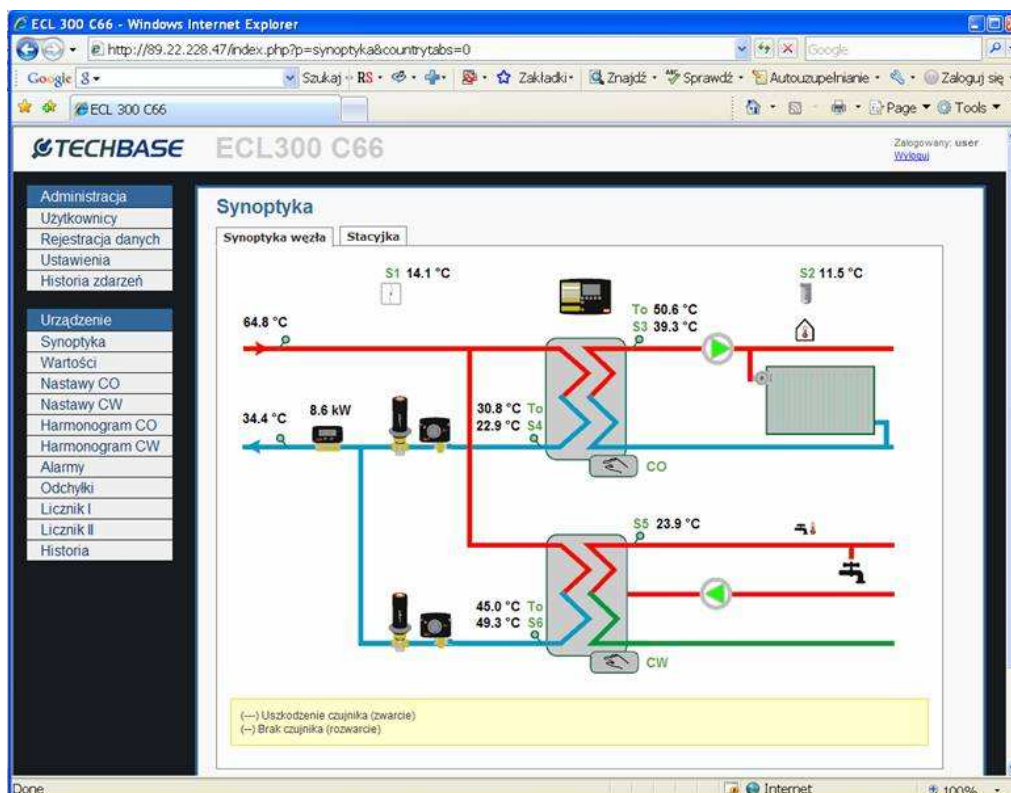 ECL 300 C66 - Windows Internet Explorer
http://89.22.228.47/index.php?p=synoptyka&countrytabs=0
Google
Google
Szukaj
RS
Zakładki
Znajdź
Sprawdź
Autouzupełnianie
Zaloguj się
ECL 300 C66
Page
Tools
TECHBASE
ECL300 C66
Zalogowany: user
Wyloguj
Administracja
Użytkownicy
Rejestracja danych
Ustawienia
Historia zdarzeń
Urządzenie
Synoptyka
Wartości
Nastawy CO
Nastawy CW
Harmonogram CO
Harmonogram CW
Alarmy
Odchyłki
Licznik I
Licznik II
Historia
Synoptyka
Synoptyka węzła
Stacyjka
S1 14.1 °C
S2 11.5 °C
64.8 °C
To 50.6 °C
S3 39.3 °C
34.4 °C
8.6 kW
30.8 °C To
22.9 °C S4
CO
S5 23.9 °C
45.0 °C To
49.3 °C S6
CW
(---) Uszkodzenie czujnika (zwarcie)
(--) Brak czujnika (rozwarcie)
Done
Internet
100%